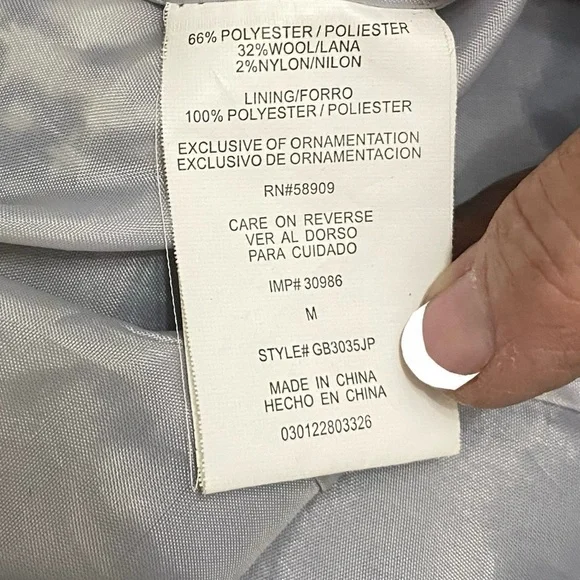 66% POLYESTER / POLIESTER
32%WOOL/LANA
2%NYLON/NILON
LINING/FORRO
100% POLYESTER / POLIESTER
EXCLUSIVE OF ORNAMENTATION
EXCLUSIVO DE ORNAMENTACION
RN#58909
CARE ON REVERSE
VER AL DORSO
PARA CUIDADO
IMP# 30986
M
STYLE# GB3035JP
MADE IN CHINA
HECHO EN CHINA
030122803326